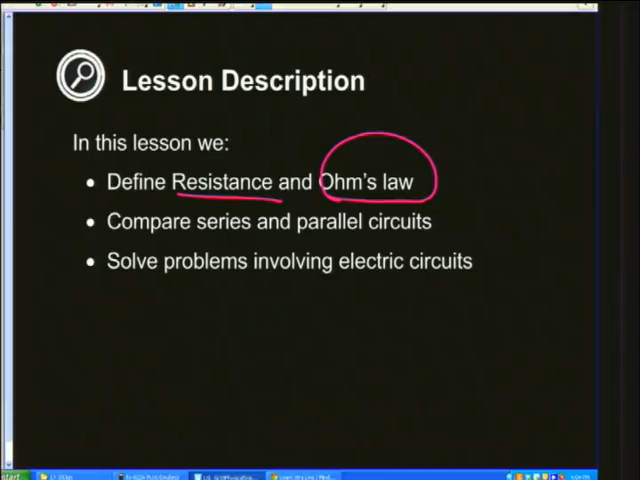 Lesson Description
In this lesson we:
• Define Resistance and Ohm's law
• Compare series and parallel circuits
• Solve problems involving electric circuits
start